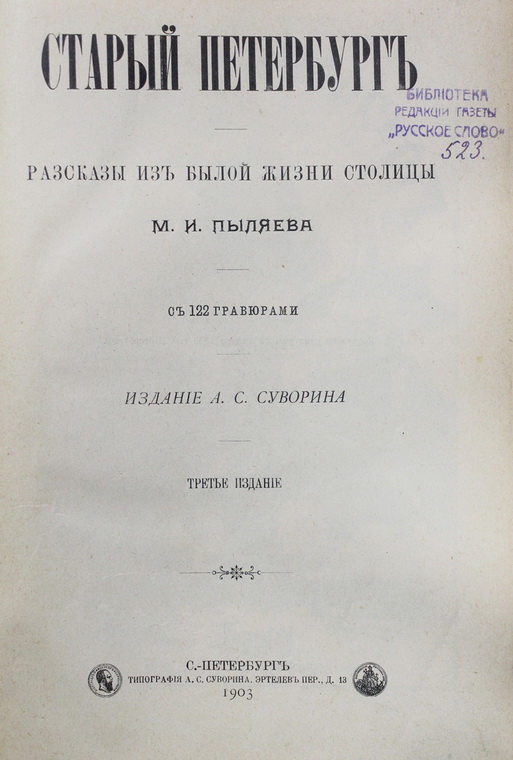 СТАРЫЙ ПЕТЕРБУРГЪ
БИБЛІОТЕКА
РЕДАКЦІИ ГАЗЕТЫ
„РУССКОЕ СЛОВО“
523.
РАЗСКАЗЫ ИЗЪ БЫЛОЙ ЖИЗНИ СТОЛИЦЫ
М. И. ПЫЛЯЕВА
СЪ 122 ГРАВЮРАМИ
ИЗДАНІЕ А. С. СУВОРИНА
ТРЕТЬЕ ИЗДАНІЕ
С.-ПЕТЕРБУРГЪ
ТИПОГРАФІЯ А. С. СУВОРИНА. ЭРТЕЛЕВЪ ПЕР., Д. 13
1903